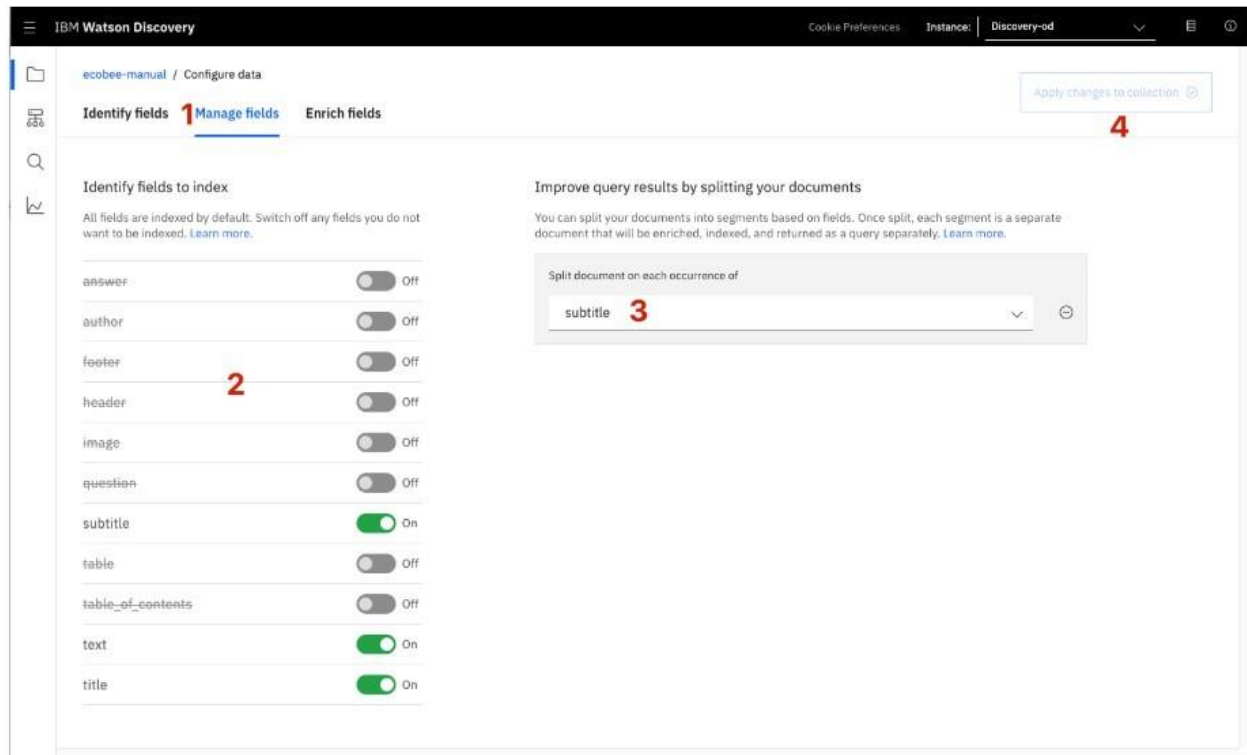 IBM Watson Discovery
Cookie Preferences
Instance:
Discovery-od
ecobee-manual / Configure data
Apply changes to collection
4
Identify fields
1
Manage fields
Enrich fields
Identify fields to index
All fields are indexed by default. Switch off any fields you do not
want to be indexed. Learn more.
answer Off
author Off
footer Off
2
header Off
image Off
question Off
subtitle On
table Off
table_of_contents Off
text On
title On
Improve query results by splitting your documents
You can split your documents into segments based on fields. Once split, each segment is a separate
document that will be enriched, indexed, and returned as a query separately. Learn more.
Split document on each occurrence of
subtitle 3